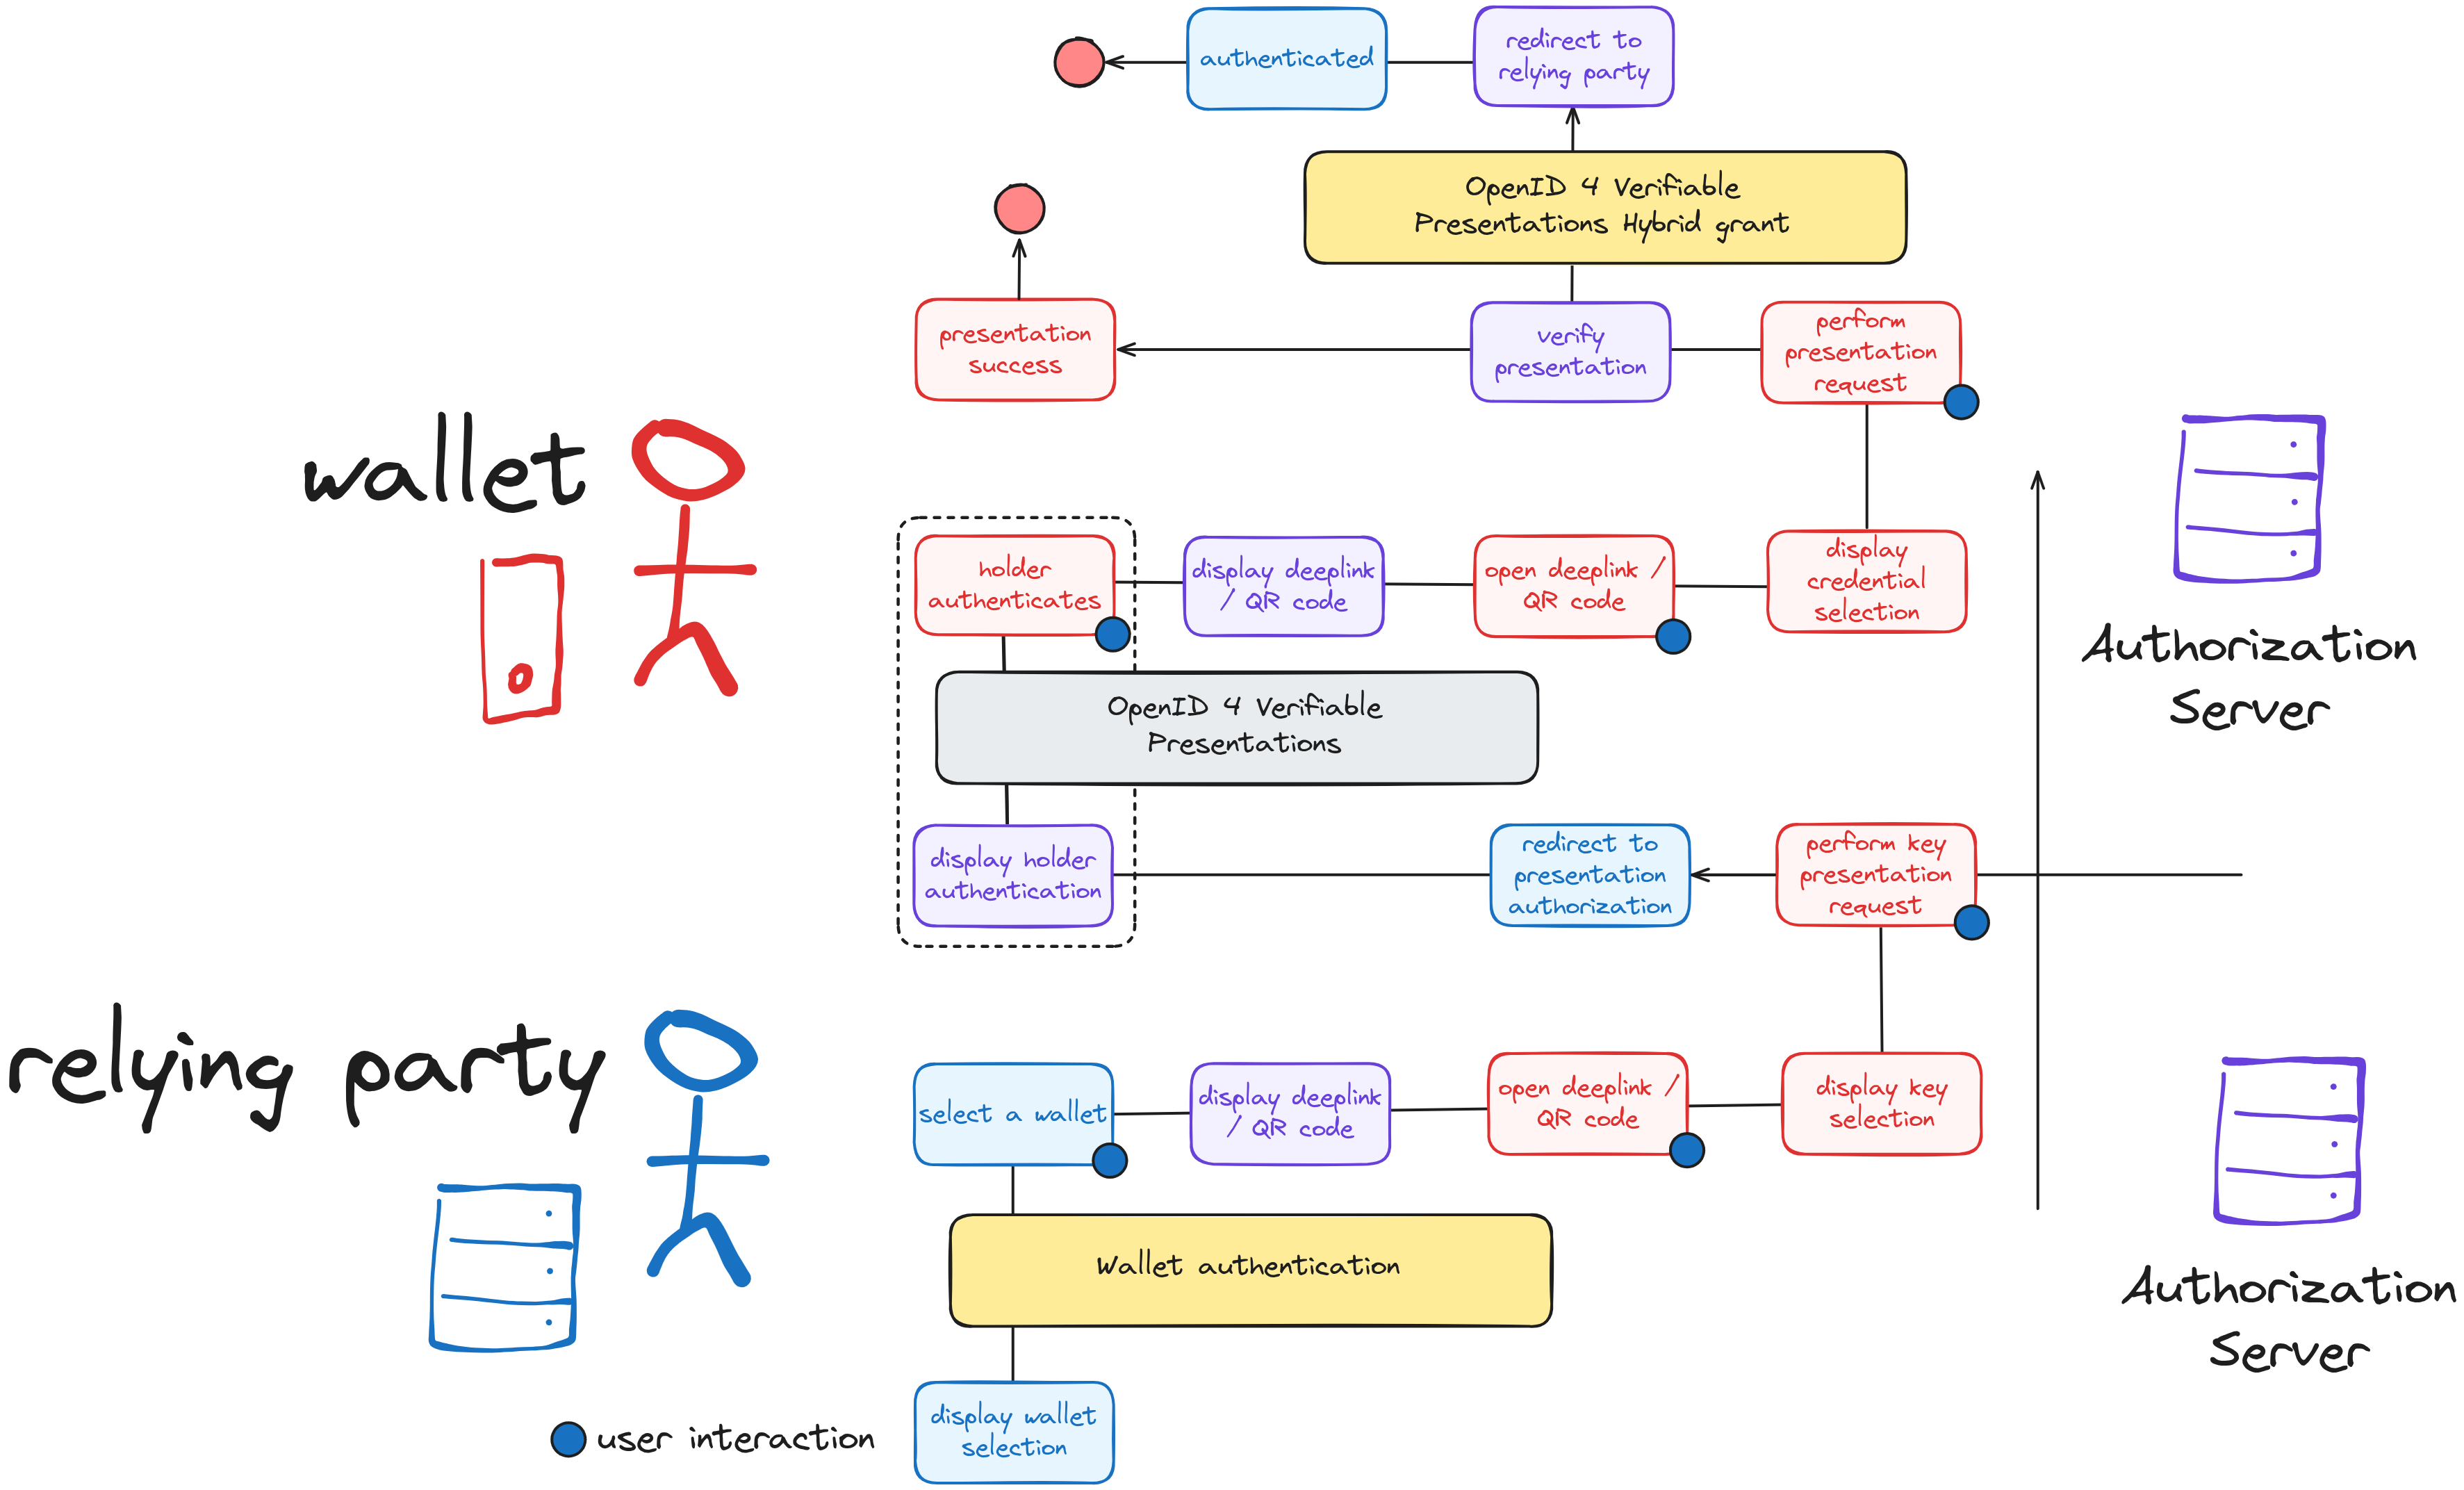 authenticated
redirect to
relying party
OpenID 4 Verifiable
Presentations Hybrid grant
presentation
success
verify
presentation
perform
presentation
request
wallet
holder
authenticates
display deeplink
/ QR code
open deeplink /
QR code
display
credential
selection
Authorization
Server
OpenID 4 Verifiable
Presentations
display holder
authentication
redirect to
presentation
authorization
perform key
presentation
request
relying party
select a wallet
display deeplink
/ QR code
open deeplink /
QR code
display key
selection
Wallet authentication
Authorization
Server
display wallet
selection
user interaction